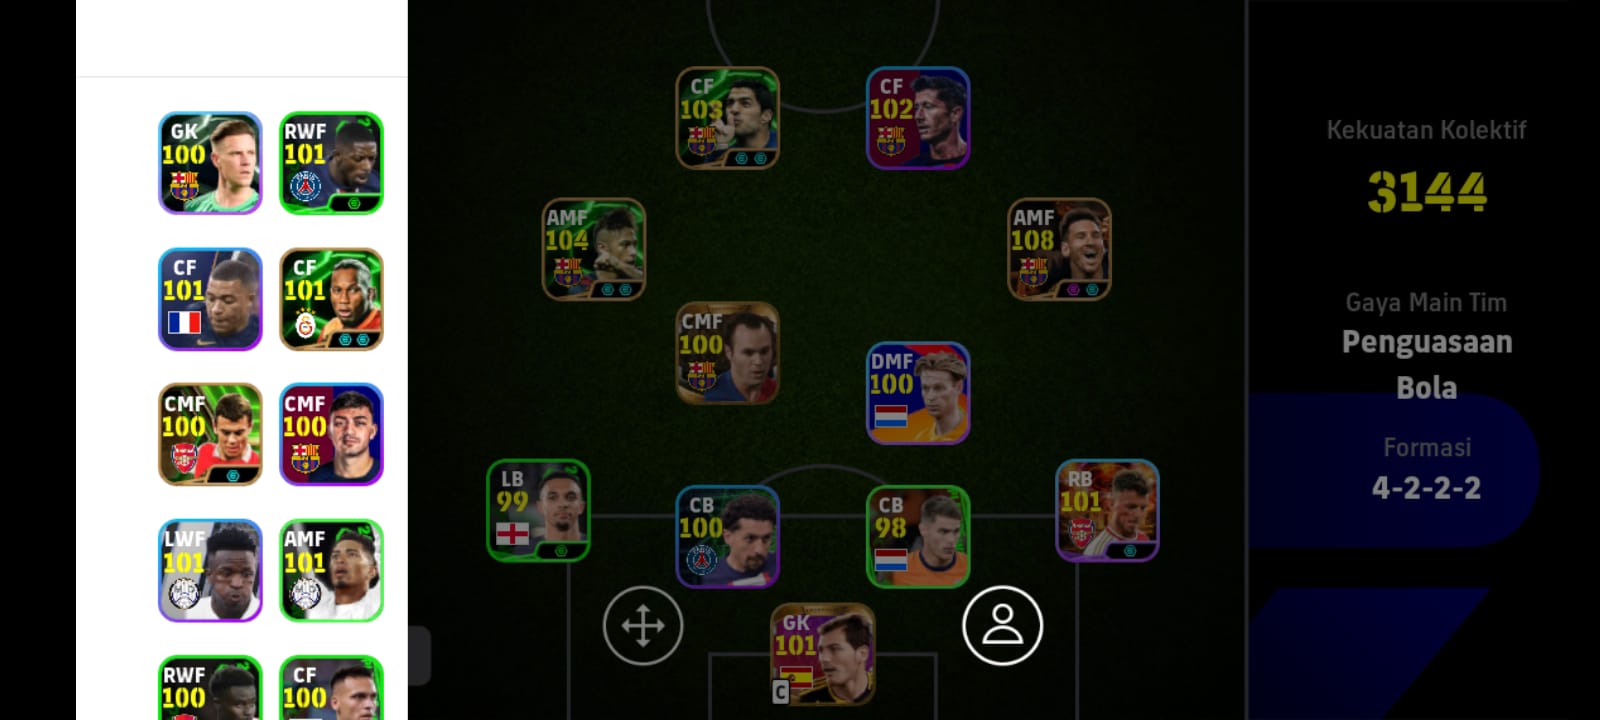 GK
100
RWF
101
CF
101
CF
101
CMF
100
CMF
100
LWF
101
AMF
101
RWF
100
CF
100
CF
103
CF
102
AMF
104
AMF
108
CMF
100
DMF
100
LB
99
CB
100
CB
98
RB
101
GK
101
C
Kekuatan Kolektif
3144
Gaya Main Tim
Penguasaan
Bola
Formasi
4-2-2-2